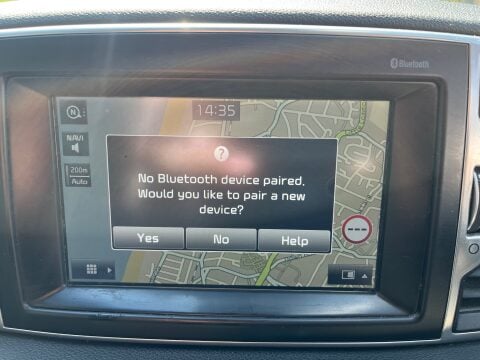 Bluetooth
14:35
N
NAVI
200m
Auto
?
No Bluetooth device paired.
Would you like to pair a new
device?
Yes
No
Help
---